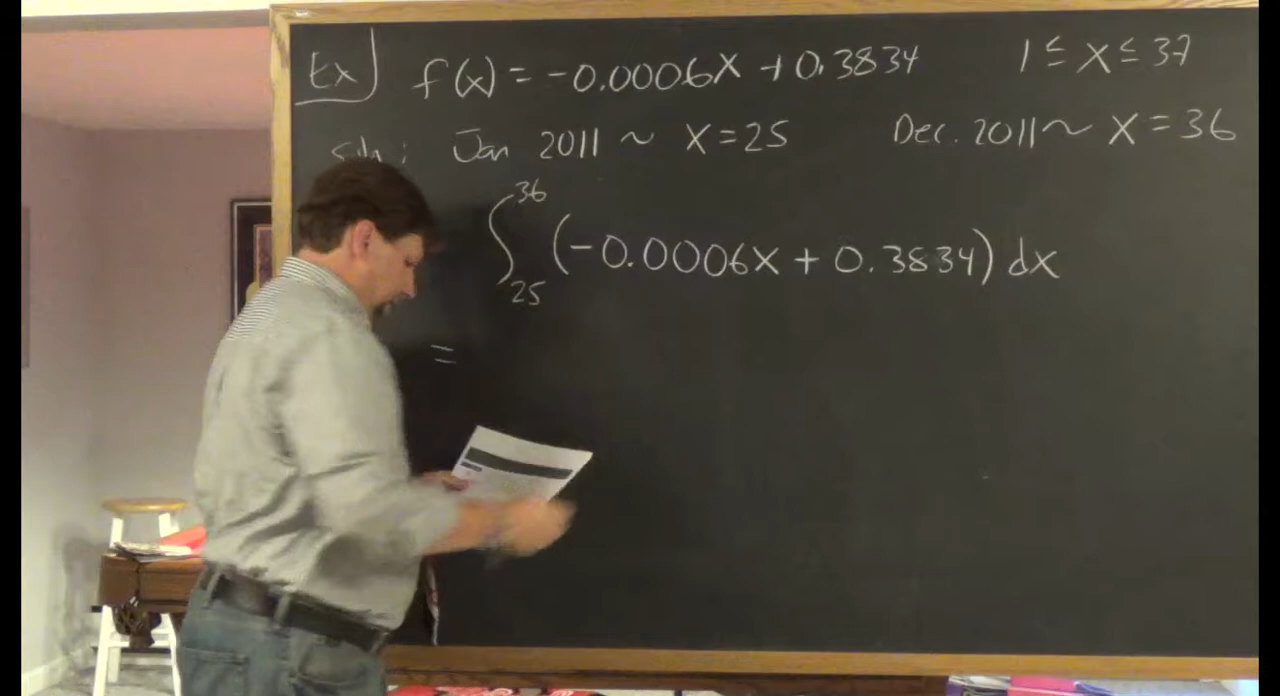 Ex f(x) = -0.0006x + 0.3834 1 ≤ x ≤ 37
Soln: Jan 2011 ~ x = 25 Dec. 2011 ~ x = 36
∫₂₅³⁶ (-0.0006x + 0.3834) dx
=